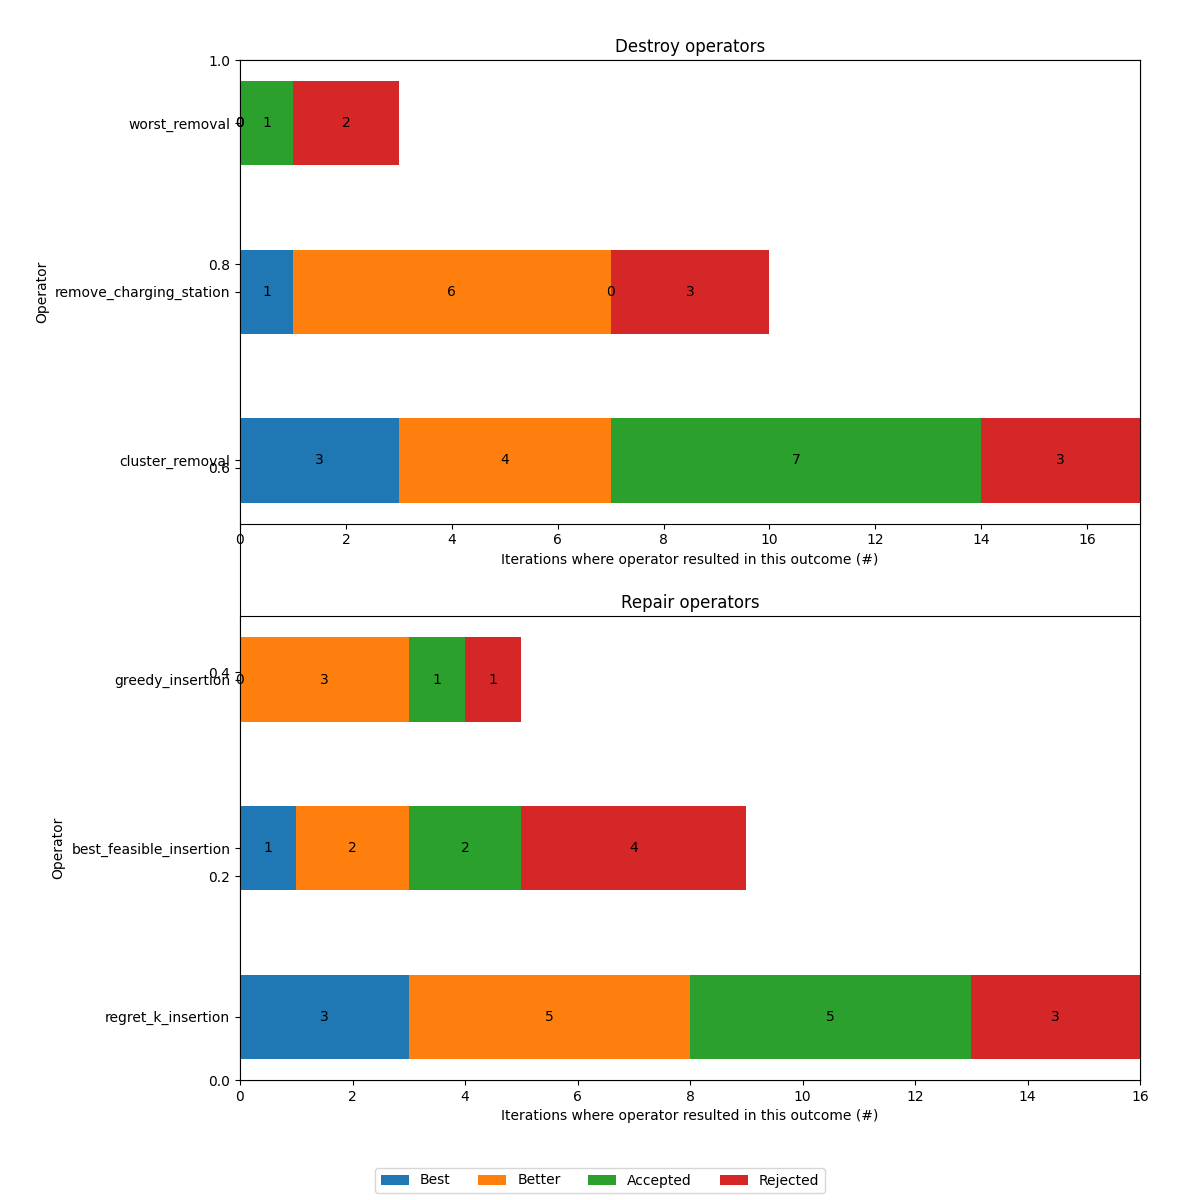 Destroy operators
1.0
worst_removal 0 1 2
0.8
Operator
remove_charging_station 1 6 0 3
cluster_removal 3 4 7 3
0.6
0 2 4 6 8 10 12 14 16
Iterations where operator resulted in this outcome (#)
Repair operators
0.4
greedy_insertion 0 3 1 1
Operator
best_feasible_insertion 1 2 2 4
0.2
regret_k_insertion 3 5 5 3
0.0
0 2 4 6 8 10 12 14 16
Iterations where operator resulted in this outcome (#)
Best Better Accepted Rejected